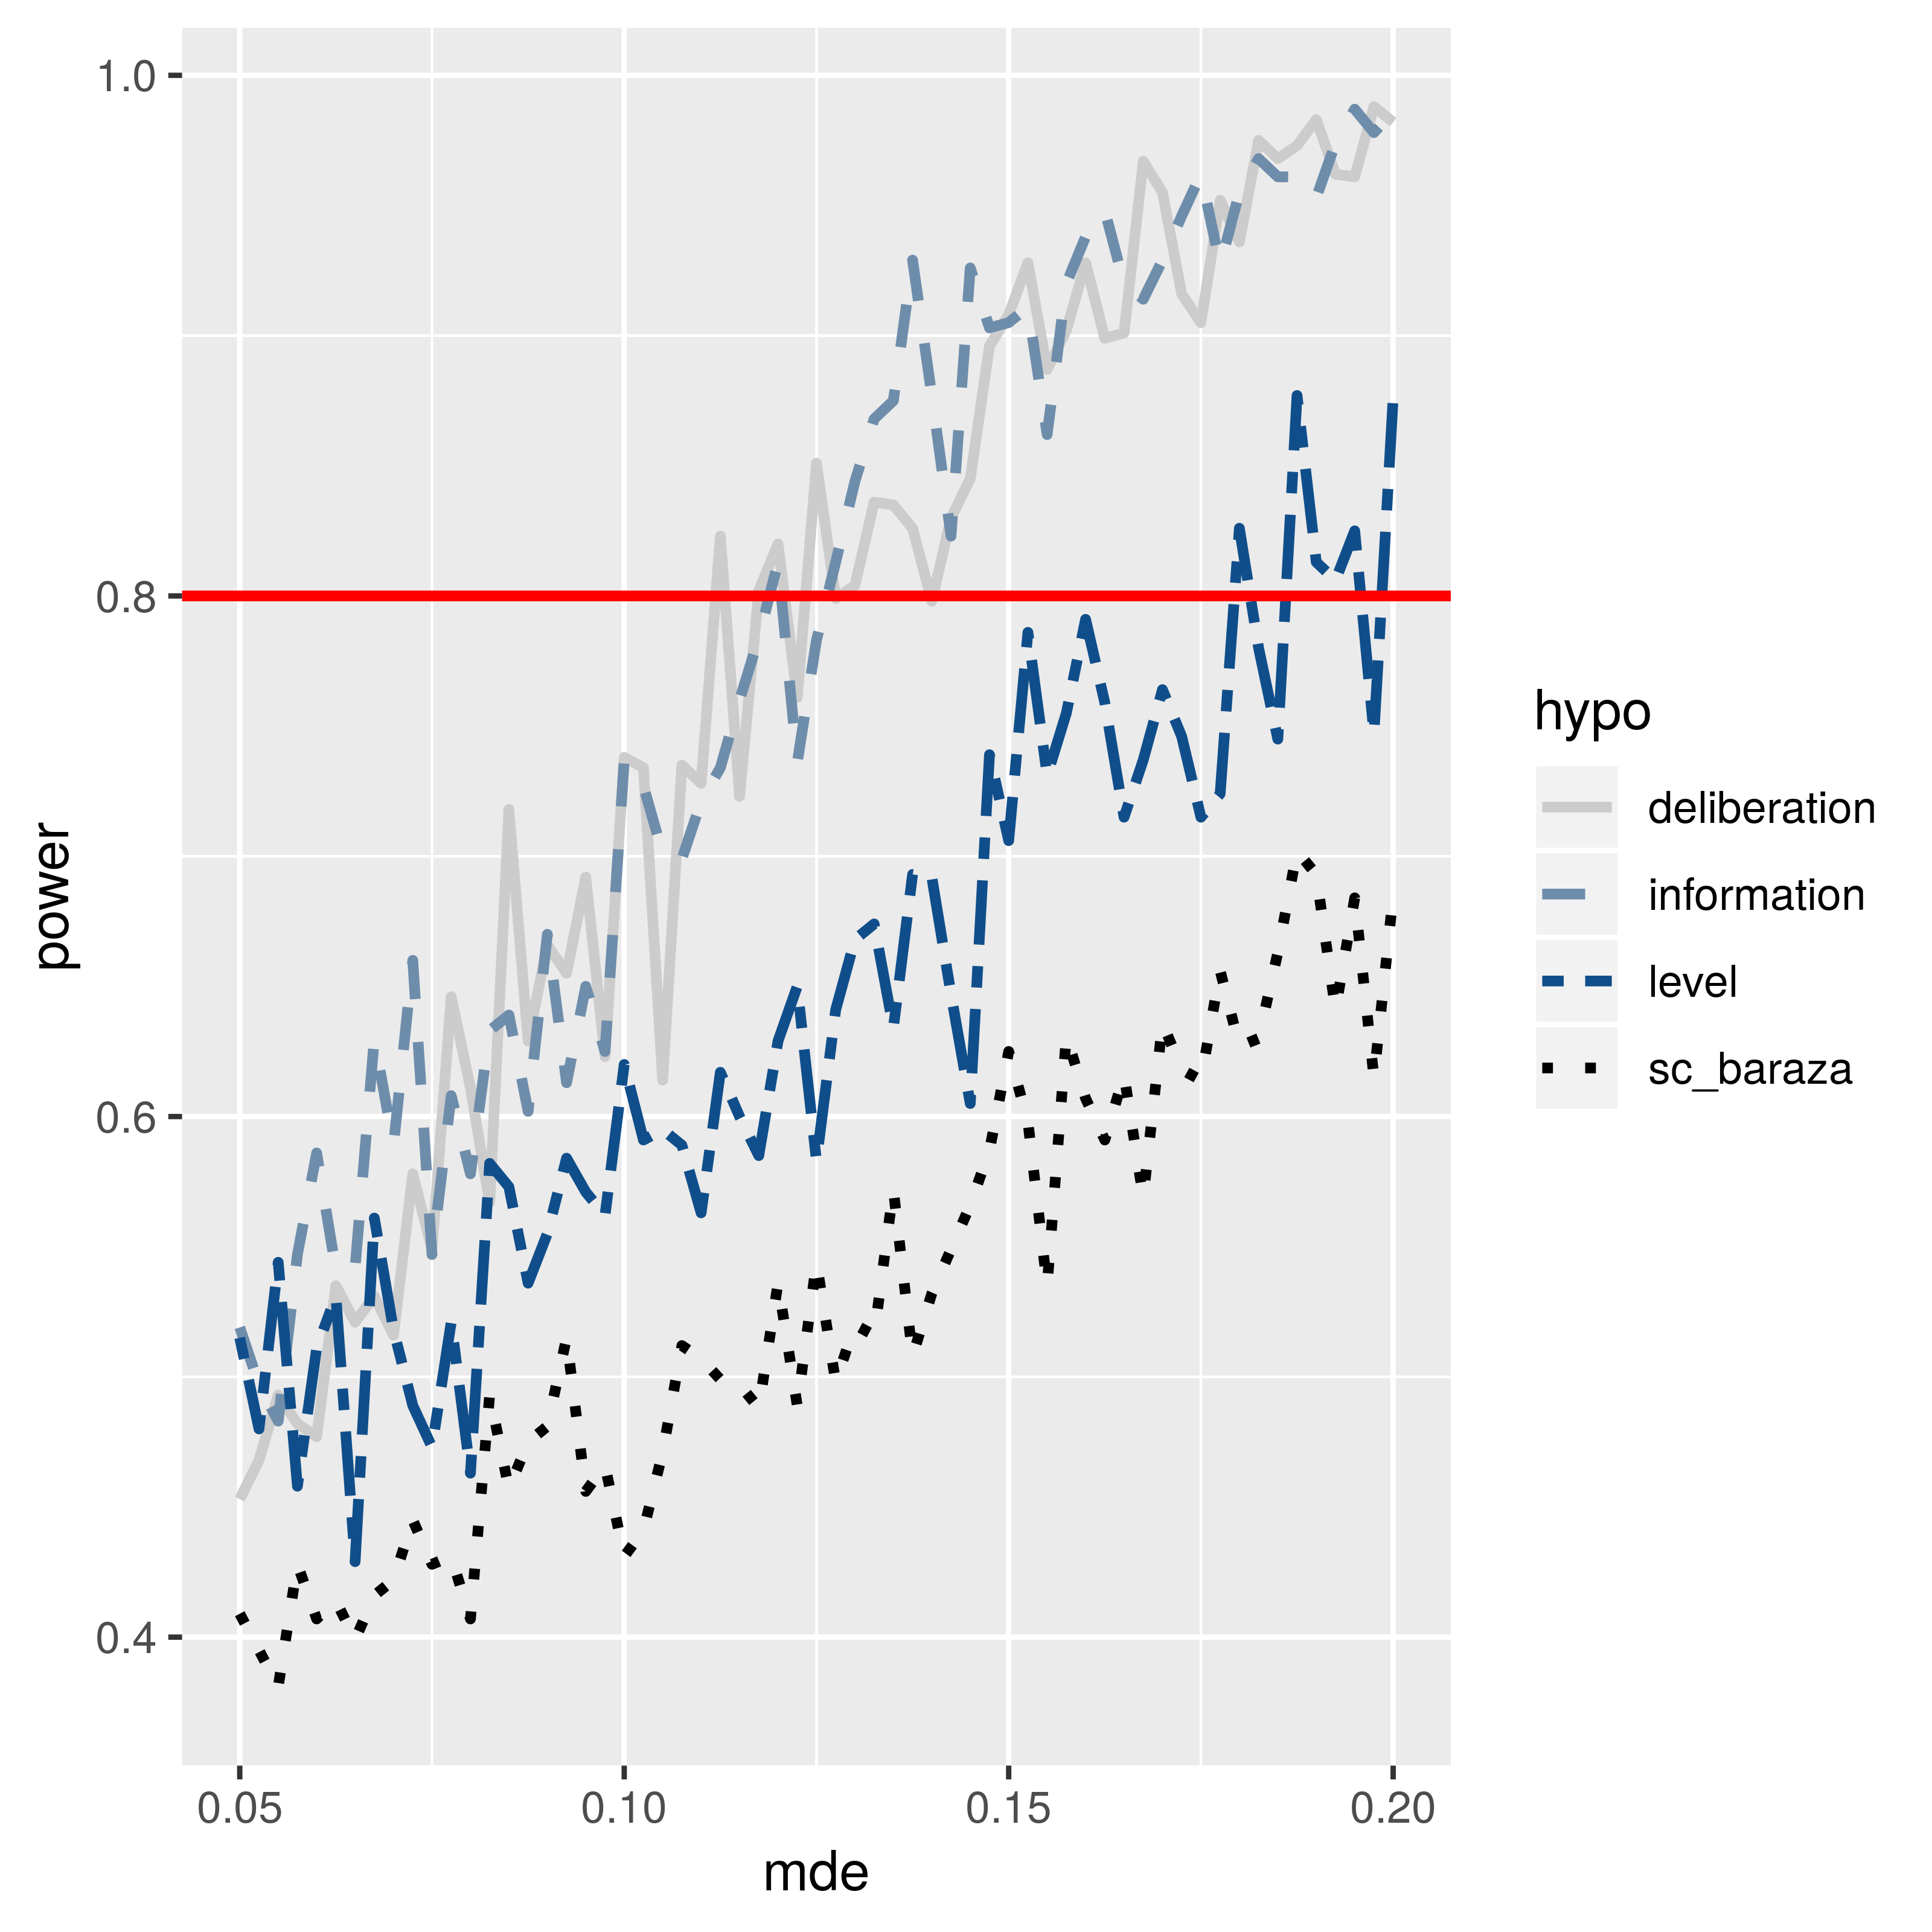 1.0
0.8
0.6
0.4
power
0.05 0.10 0.15 0.20
mde
hypo
deliberation
information
level
sc_baraza